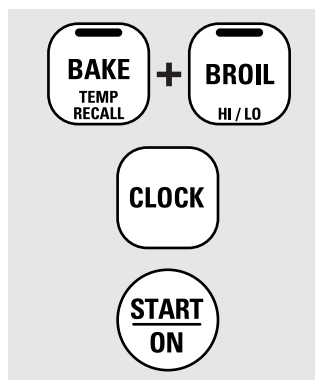 BAKE + BROIL
TEMP
RECALL HI / LO
CLOCK
START
ON